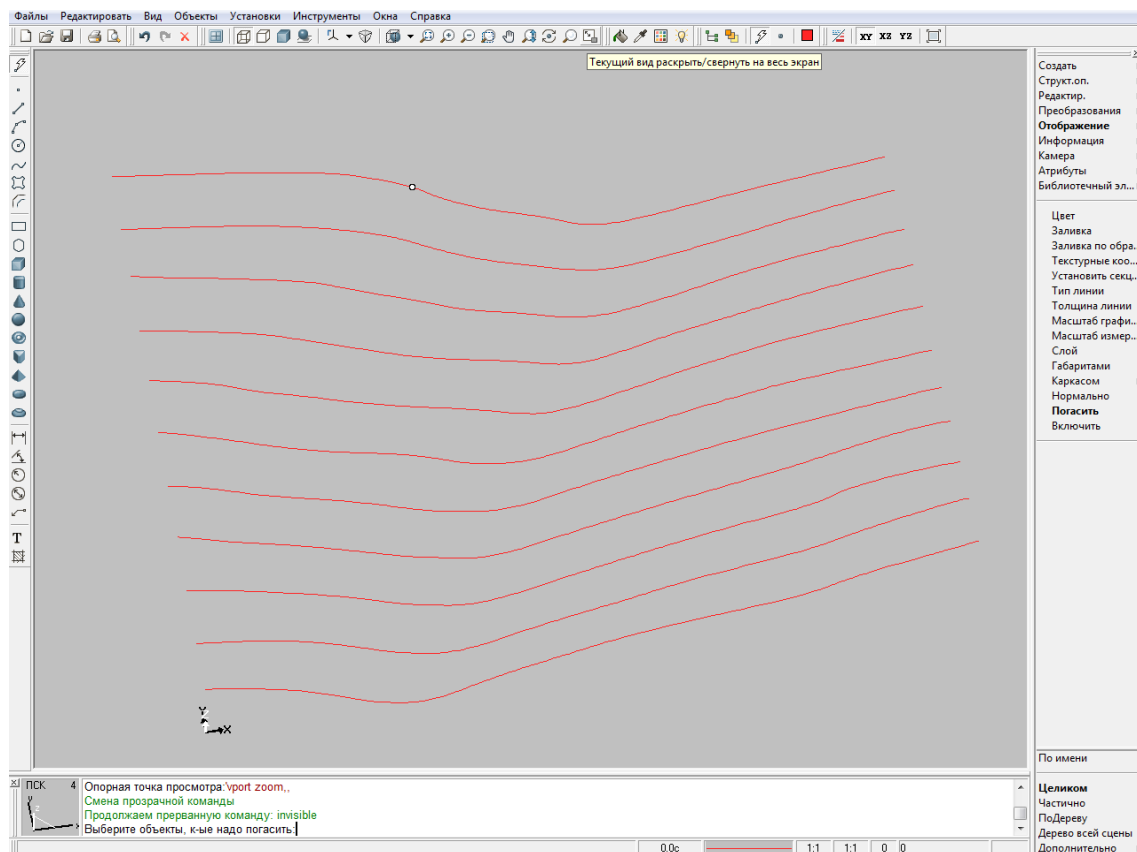 Файлы Редактировать Вид Объекты Установки Инструменты Окна Справка
XY XZ YZ
Текущий вид раскрыть/свернуть на весь экран
Создать
Структ.оп.
Редактир.
Преобразования
Отображение
Информация
Камера
Атрибуты
Библиотечный эл...
Цвет
Заливка
Заливка по обра...
Текстурные коо...
Установить секц...
Тип линии
Толщина линии
Масштаб графи...
Масштаб измер...
Слой
Габаритами
Каркасом
Нормально
Погасить
Включить
T
Y
X
По имени
Целиком
Частично
ПоДереву
Дерево всей сцены
Дополнительно
ПСК 4
Опорная точка просмотра:'vport zoom,,
Смена прозрачной команды
Продолжаем прерванную команду: invisible
Выберите объекты, к-ые надо погасить:
0.0c 1:1 1:1 0 0